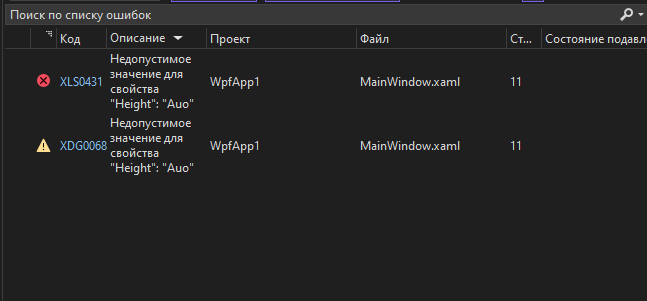 Поиск по списку ошибок
Код Описание Проект Файл Ст... Состояние подавл
XLS0431 Недопустимое значение для свойства "Height": "Auo" WpfApp1 MainWindow.xaml 11
XDG0068 Недопустимое значение для свойства "Height": "Auo" WpfApp1 MainWindow.xaml 11